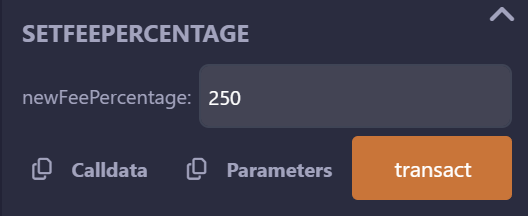 SETFEEPERCENTAGE
newFeePercentage: 250
Calldata Parameters transact